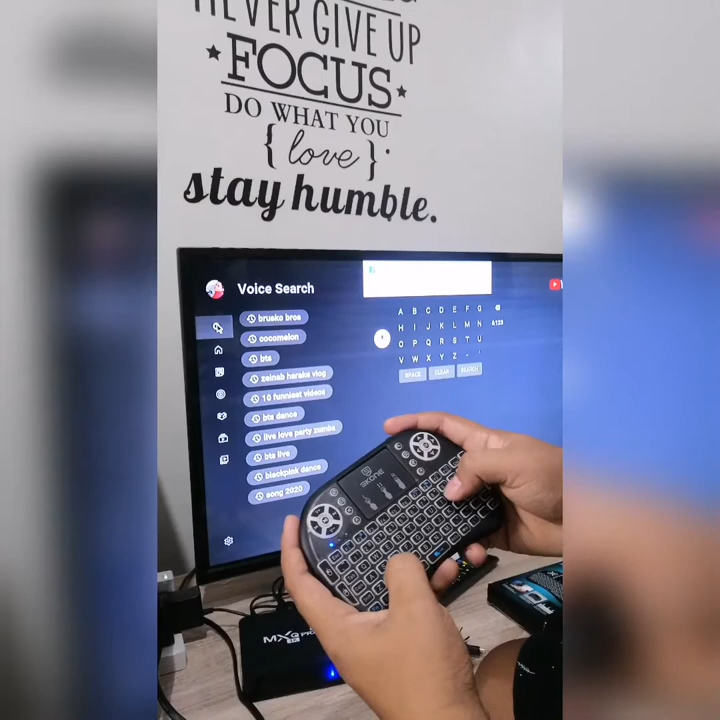 NEVER GIVE UP
FOCUS
DO WHAT YOU
{ love }
stay humble.
Voice Search
brusko bros
cocomelon
bts
zeinab harake vlog
10 funniest videos
bts dance
live love party zumba
bts live
blackpink dance
song 2020
A B C D E F G
H I J K L M N
&123
O P Q R S T U
V W X Y Z - '
SPACE CLEAR SEARCH
MXQ PRO
4K